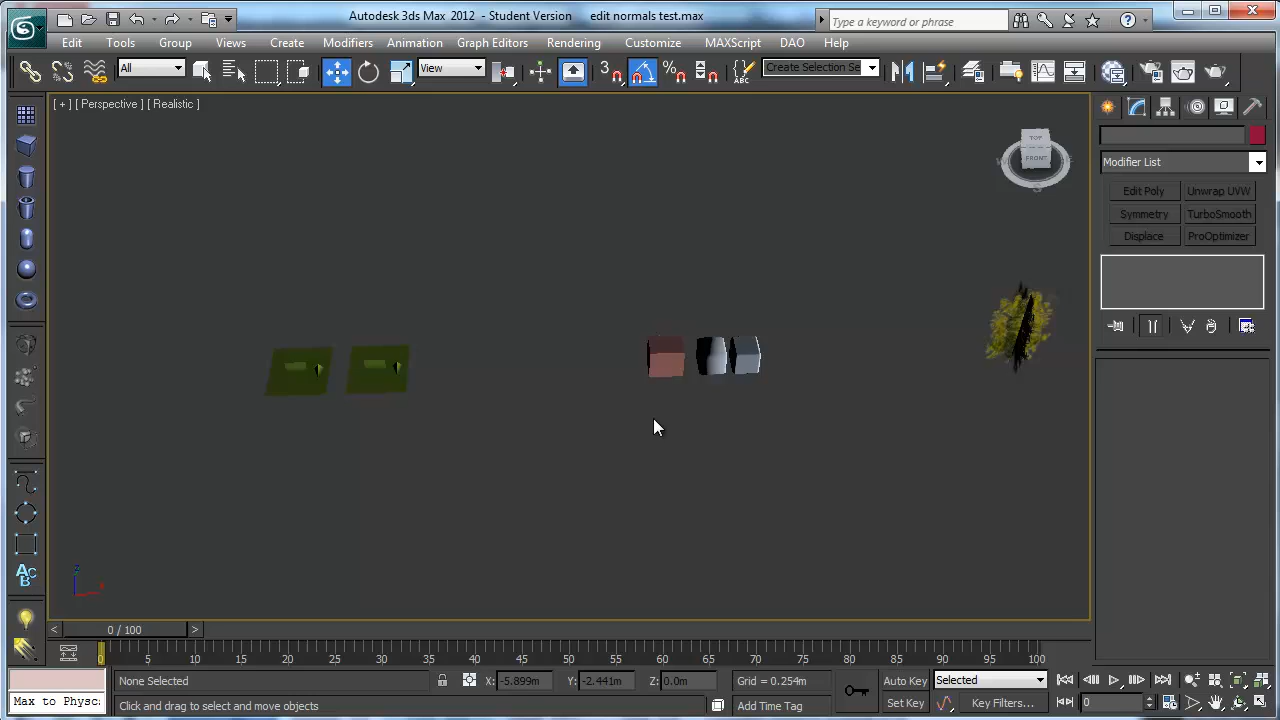 Autodesk 3ds Max 2012 - Student Version edit normals test.max
Type a keyword or phrase
Edit Tools Group Views Create Modifiers Animation Graph Editors Rendering Customize MAXScript DAO Help
All View 3 Create Selection Se
[ + ] [ Perspective ] [ Realistic ]
TOP
FRONT
S
Modifier List
Edit Poly Unwrap UVW
Symmetry TurboSmooth
Displace ProOptimizer
z
x
0 / 100
0 5 10 15 20 25 30 35 40 45 50 55 60 65 70 75 80 85 90 95 100
None Selected X: -5.899m Y: -2.441m Z: 0.0m Grid = 0.254m Auto Key Selected
Max to Physc Click and drag to select and move objects Add Time Tag Set Key Key Filters... 0